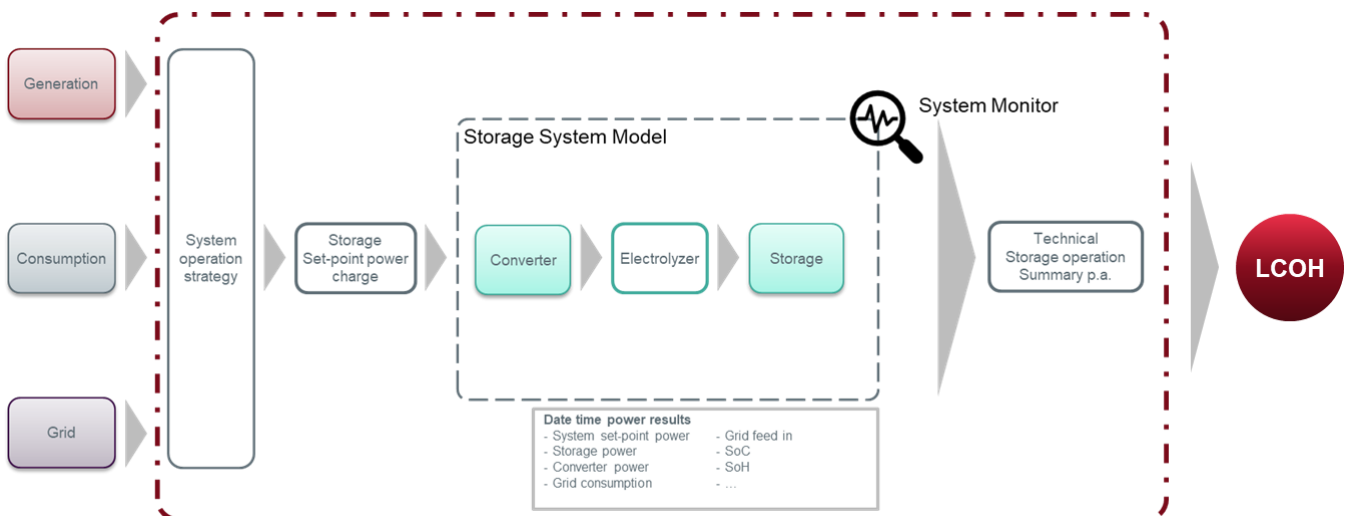 Generation
Consumption
Grid
System
operation
strategy
Storage
Set-point power
charge
Storage System Model
Converter
Electrolyzer
Storage
System Monitor
Date time power results
- System set-point power
- Storage power
- Converter power
- Grid consumption
- Grid feed in
- SoC
- SoH
- ...
Technical
Storage operation
Summary p.a.
LCOH